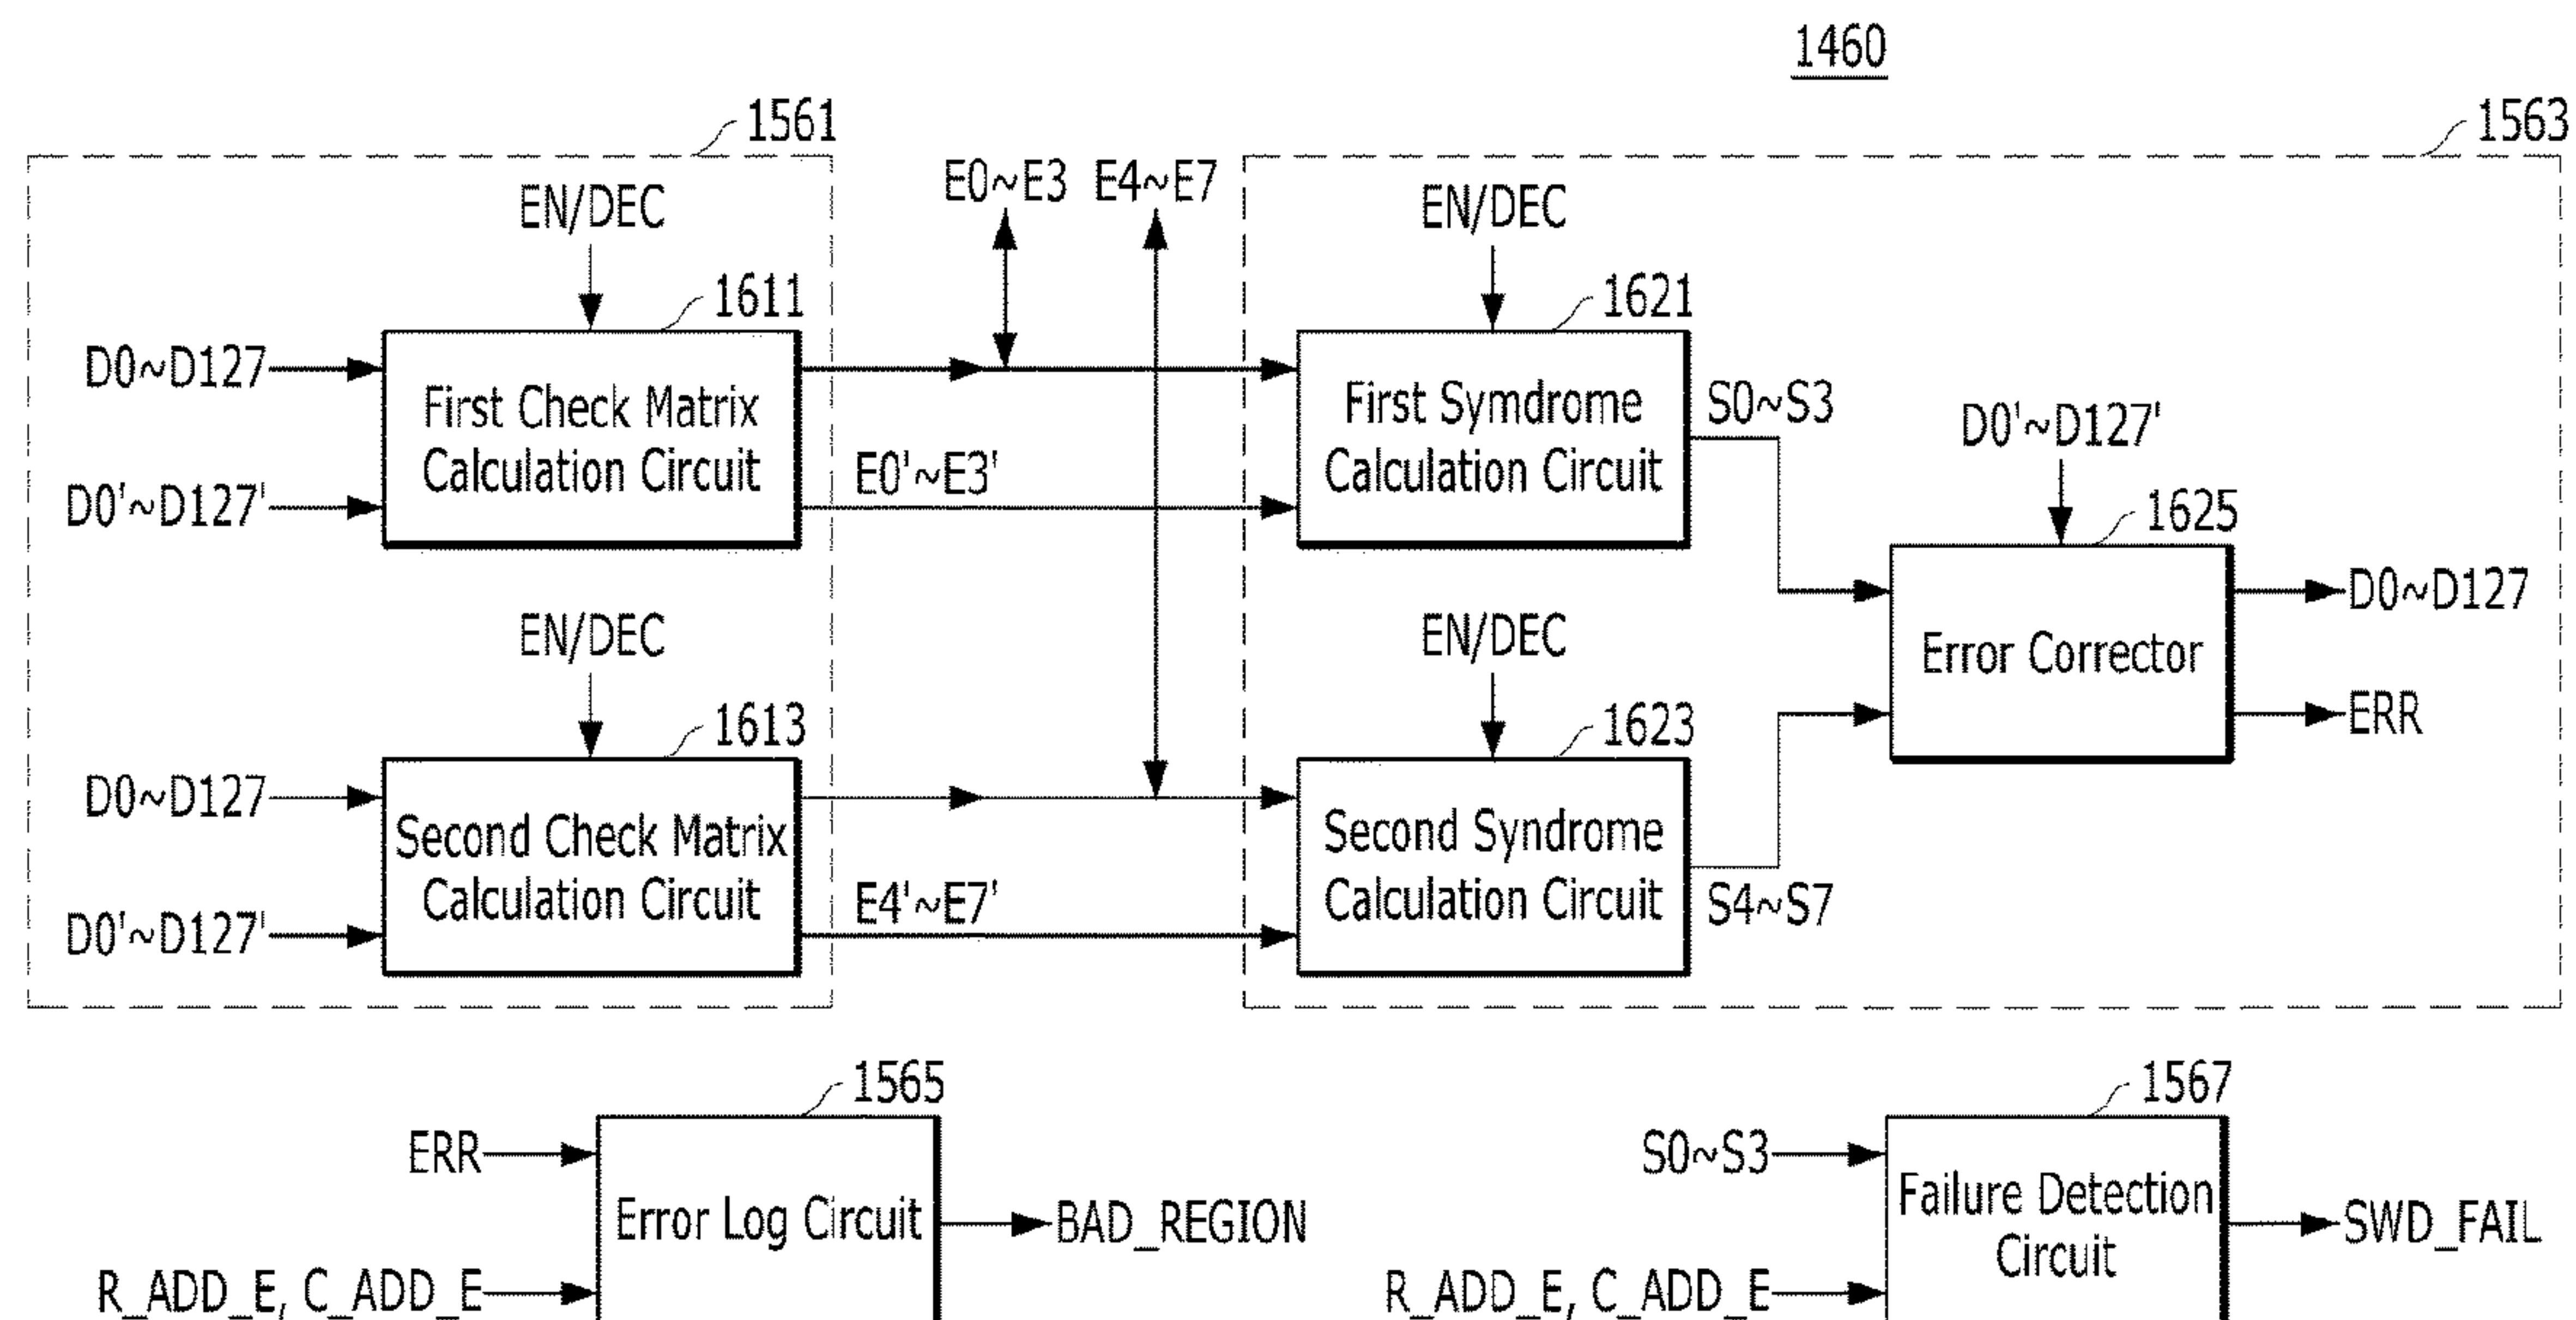 1460
1561
1563
EN/DEC
E0~E3
E4~E7
EN/DEC
1611
1621
D0~D127
First Check Matrix
Calculation Circuit
First Symdrome
Calculation Circuit
S0~S3
D0'~D127'
D0'~D127'
E0'~E3'
1625
D0~D127
Error Corrector
ERR
EN/DEC
EN/DEC
1613
1623
D0~D127
Second Check Matrix
Calculation Circuit
Second Syndrome
Calculation Circuit
D0'~D127'
E4'~E7'
S4~S7
1565
1567
ERR
Error Log Circuit
BAD_REGION
R_ADD_E, C_ADD_E
S0~S3
Failure Detection
Circuit
SWD_FAIL
R_ADD_E, C_ADD_E